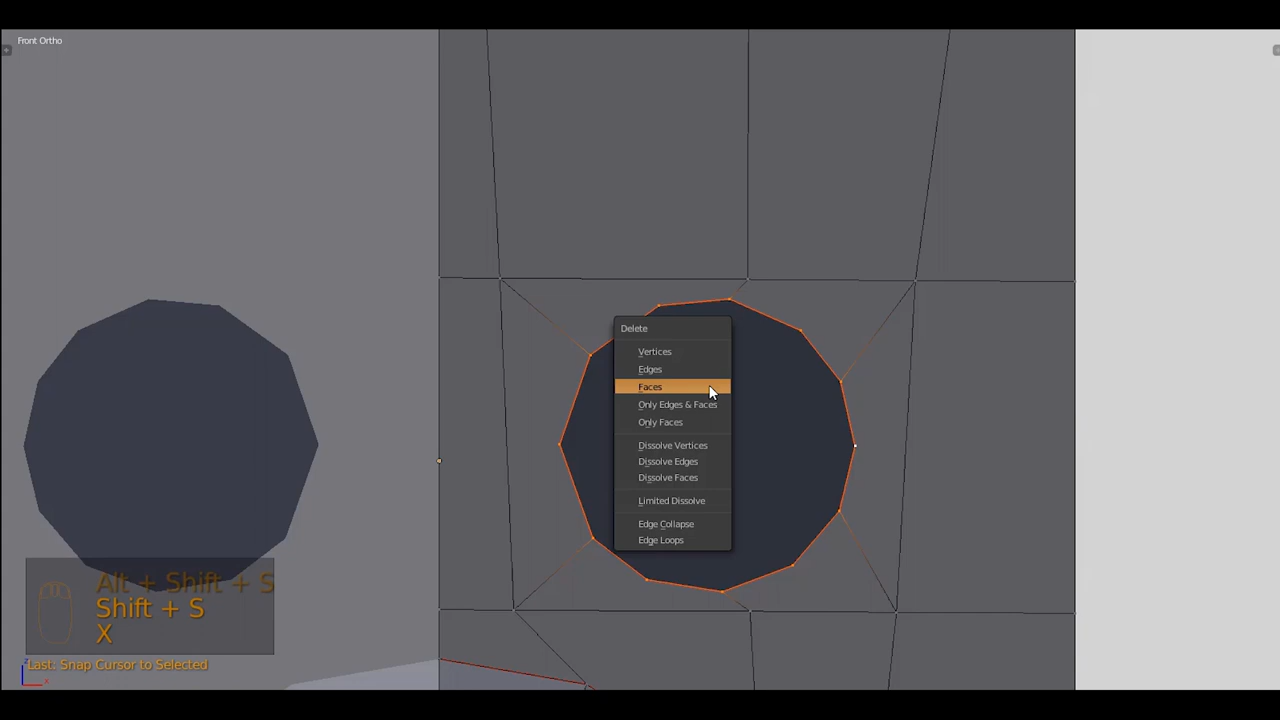 Front Ortho
Delete
Vertices
Edges
Faces
Only Edges & Faces
Only Faces
Dissolve Vertices
Dissolve Edges
Dissolve Faces
Limited Dissolve
Edge Collapse
Edge Loops
Alt + Shift + S
Shift + S
X
Last: Snap Cursor to Selected
z
x